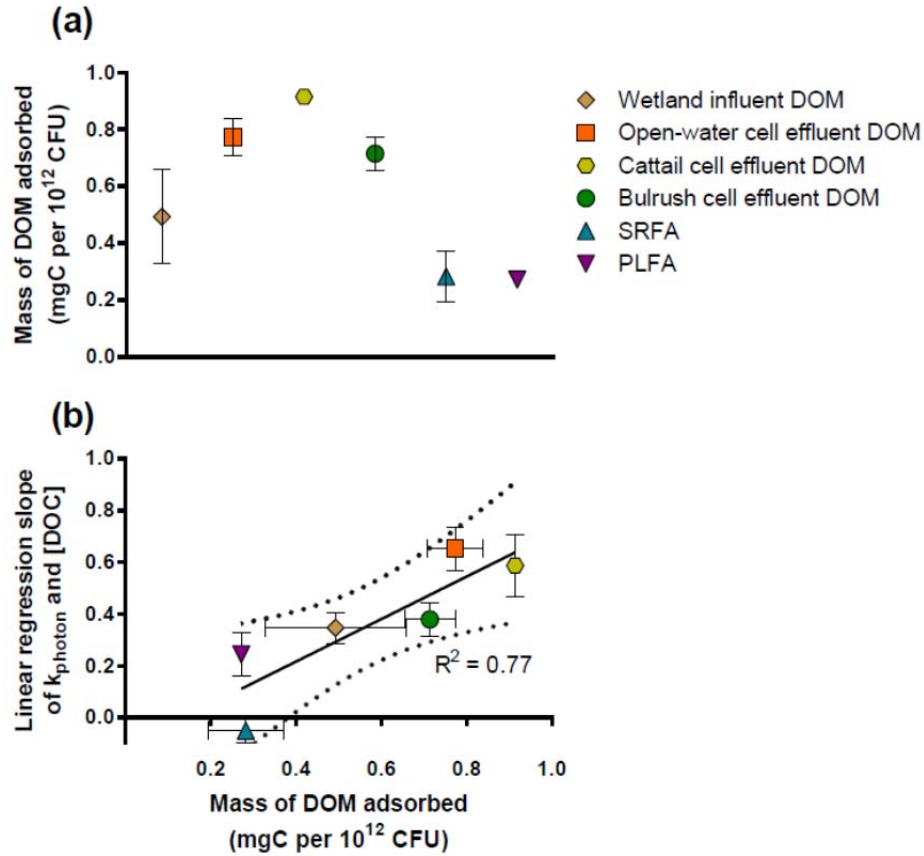 (a)
Mass of DOM adsorbed
(mgC per 10¹² CFU)
1.0
0.8
0.6
0.4
0.2
0.0
Wetland influent DOM
Open-water cell effluent DOM
Cattail cell effluent DOM
Bulrush cell effluent DOM
SRFA
PLFA
(b)
Linear regression slope
of kphoton and [DOC]
1.0
0.8
0.6
0.4
0.2
0.0
R² = 0.77
0.2 0.4 0.6 0.8 1.0
Mass of DOM adsorbed
(mgC per 10¹² CFU)